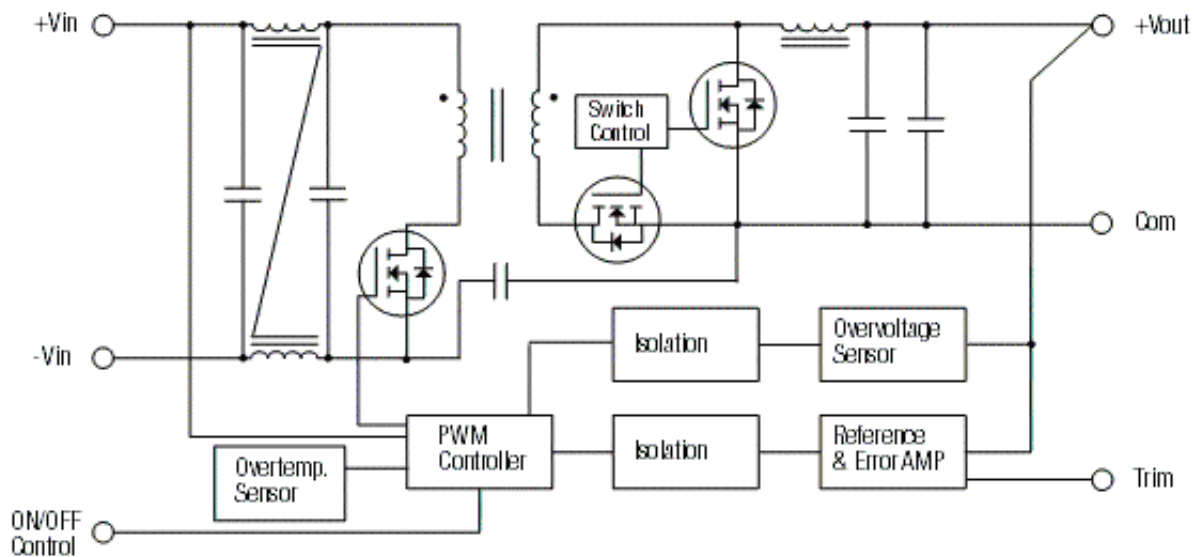 +Vin
+Vout
Switch
Control
Com
-Vin
Isolation
Overvoltage
Sensor
PWM
Controller
Isolation
Reference
& Error AMP
Overtemp.
Sensor
Trim
ON/OFF
Control